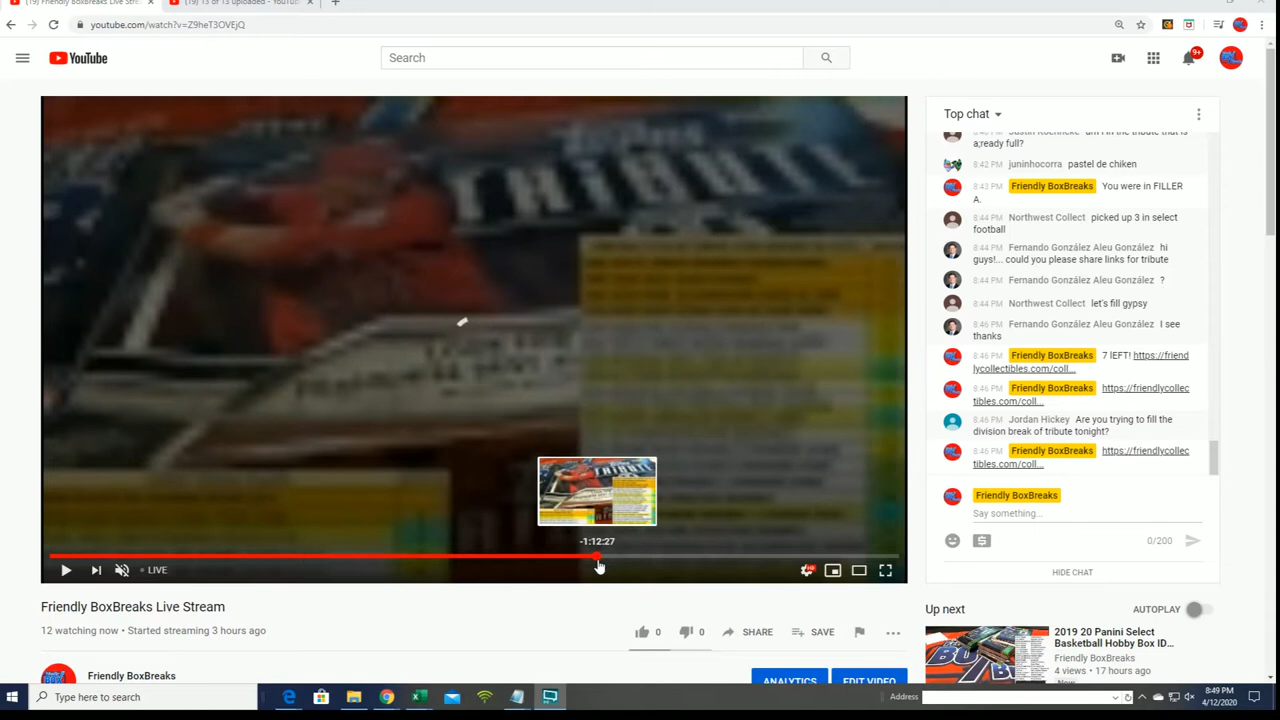 (19) Friendly BoxBreaks Live Stre
(19) 13 of 13 uploaded - YouTube
youtube.com/watch?v=Z9heT3OVEjQ
YouTube
Search
9+
Top chat
a;ready full?
8:42 PM juninhocorra pastel de chiken
8:43 PM Friendly BoxBreaks You were in FILLER
A.
8:44 PM Northwest Collect picked up 3 in select
football
8:44 PM Fernando González Aleu González hi
guys!... could you please share links for tribute
8:44 PM Fernando González Aleu González ?
8:44 PM Northwest Collect let's fill gypsy
8:46 PM Fernando González Aleu González I see
thanks
8:46 PM Friendly BoxBreaks 7 lEFT! https://friend
lycollectibles.com/coll...
8:46 PM Friendly BoxBreaks https://friendlycollec
tibles.com/coll...
8:46 PM Jordan Hickey Are you trying to fill the
division break of tribute tonight?
8:46 PM Friendly BoxBreaks https://friendlycollec
tibles.com/coll...
Friendly BoxBreaks
Say something...
0/200
HIDE CHAT
-1:12:27
LIVE
HD
Friendly BoxBreaks Live Stream
12 watching now • Started streaming 3 hours ago
0
0
SHARE
SAVE
Friendly BoxBreaks
ANALYTICS
EDIT VIDEO
Up next
AUTOPLAY
2019 20 Panini Select
Basketball Hobby Box ID...
Friendly BoxBreaks
4 views • 17 hours ago
Type here to search
Address
8:49 PM
4/12/2020